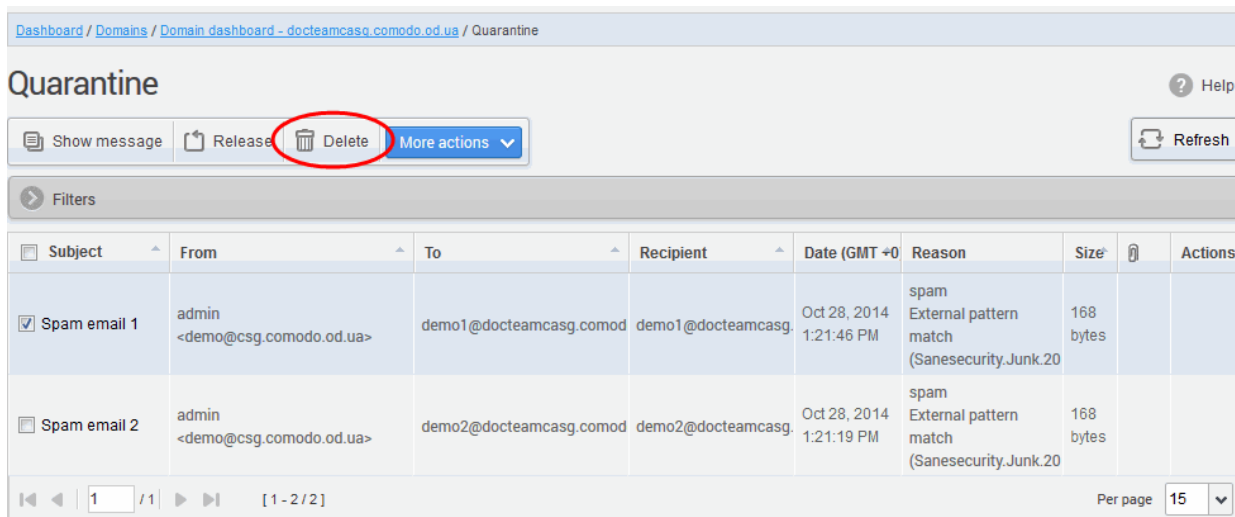 Dashboard / Domains / Domain dashboard - docteamcasg.comodo.od.ua / Quarantine
Quarantine
Help
Show message
Release
Delete
More actions
Refresh
Filters
Subject
From
To
Recipient
Date (GMT +0
Reason
Size
Actions
Spam email 1
admin
<demo@csg.comodo.od.ua>
demo1@docteamcasg.comod
demo1@docteamcasg.
Oct 28, 2014
1:21:46 PM
spam
External pattern
match
(Sanesecurity.Junk.20
168
bytes
Spam email 2
admin
<demo@csg.comodo.od.ua>
demo2@docteamcasg.comod
demo2@docteamcasg.
Oct 28, 2014
1:21:19 PM
spam
External pattern
match
(Sanesecurity.Junk.20
168
bytes
1
/ 1
[ 1 - 2 / 2 ]
Per page
15